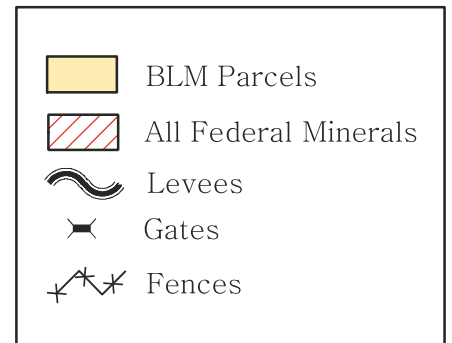 BLM Parcels
All Federal Minerals
Levees
Gates
Fences